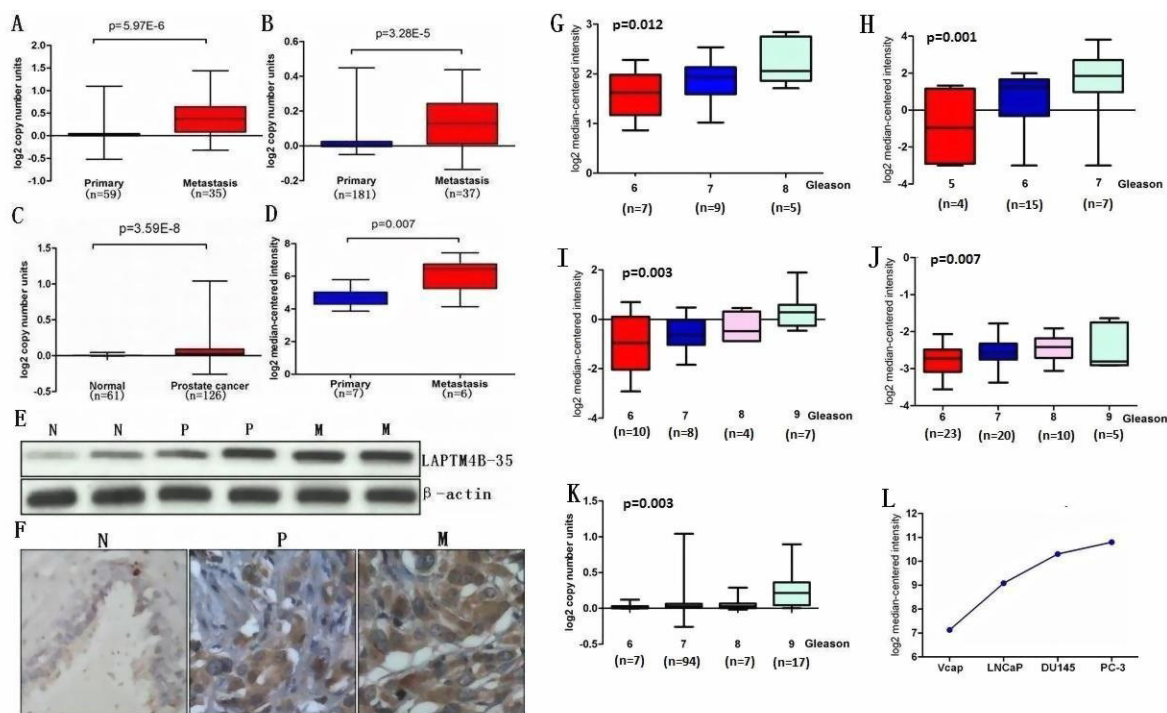 A
p=5.97E-6
log2 copy number units
2.0
1.5
1.0
0.5
0.0
0.5
-1.0
Primary
(n=59)
Metastasis
(n=35)
B
p=3.28E-5
log2 copy number units
0.6
0.4
0.2
0.0
0.2
Primary
(n=181)
Metastasis
(n=37)
C
p=3.59E-8
log2 copy number units
1.5
1.0
0.5
0.0
-0.5
Normal
(n=61)
Prostate cancer
(n=126)
D
p=0.007
log2 median-centered intensity
8
6
4
2
0
Primary
(n=7)
Metastasis
(n=6)
E
N N P P M M
LAPTM4B-35
β-actin
F
N P M
G
p=0.012
log2 median-centered intensity
3
2
1
0
6 7 8 Gleason
(n=7) (n=9) (n=5)
H
p=0.001
log2 median-centered intensity
4
2
0
-2
-4
5 6 7 Gleason
(n=4) (n=15) (n=7)
I
p=0.003
log2 median-centered intensity
2
0
-2
-4
6 7 8 9 Gleason
(n=10) (n=8) (n=4) (n=7)
J
p=0.007
log2 median-centered intensity
0
-1
-2
-3
-4
6 7 8 9 Gleason
(n=23) (n=20) (n=10) (n=5)
K
p=0.003
log2 copy number units
1.5
1.0
0.5
0.0
-0.5
6 7 8 9 Gleason
(n=7) (n=94) (n=7) (n=17)
L
log2 median-centered intensity
12
11
10
9
8
7
6
Vcap LNCaP DU145 PC-3